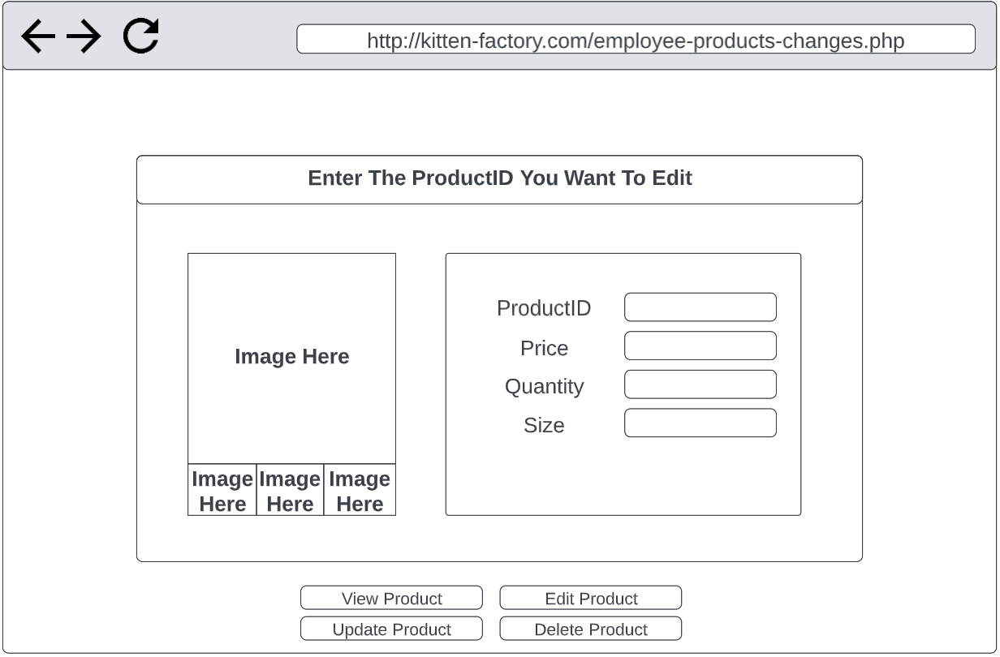 http://kitten-factory.com/employee-products-changes.php
Enter The ProductID You Want To Edit
Image Here
Image Here
Image Here
Image Here
ProductID
Price
Quantity
Size
View Product
Edit Product
Update Product
Delete Product